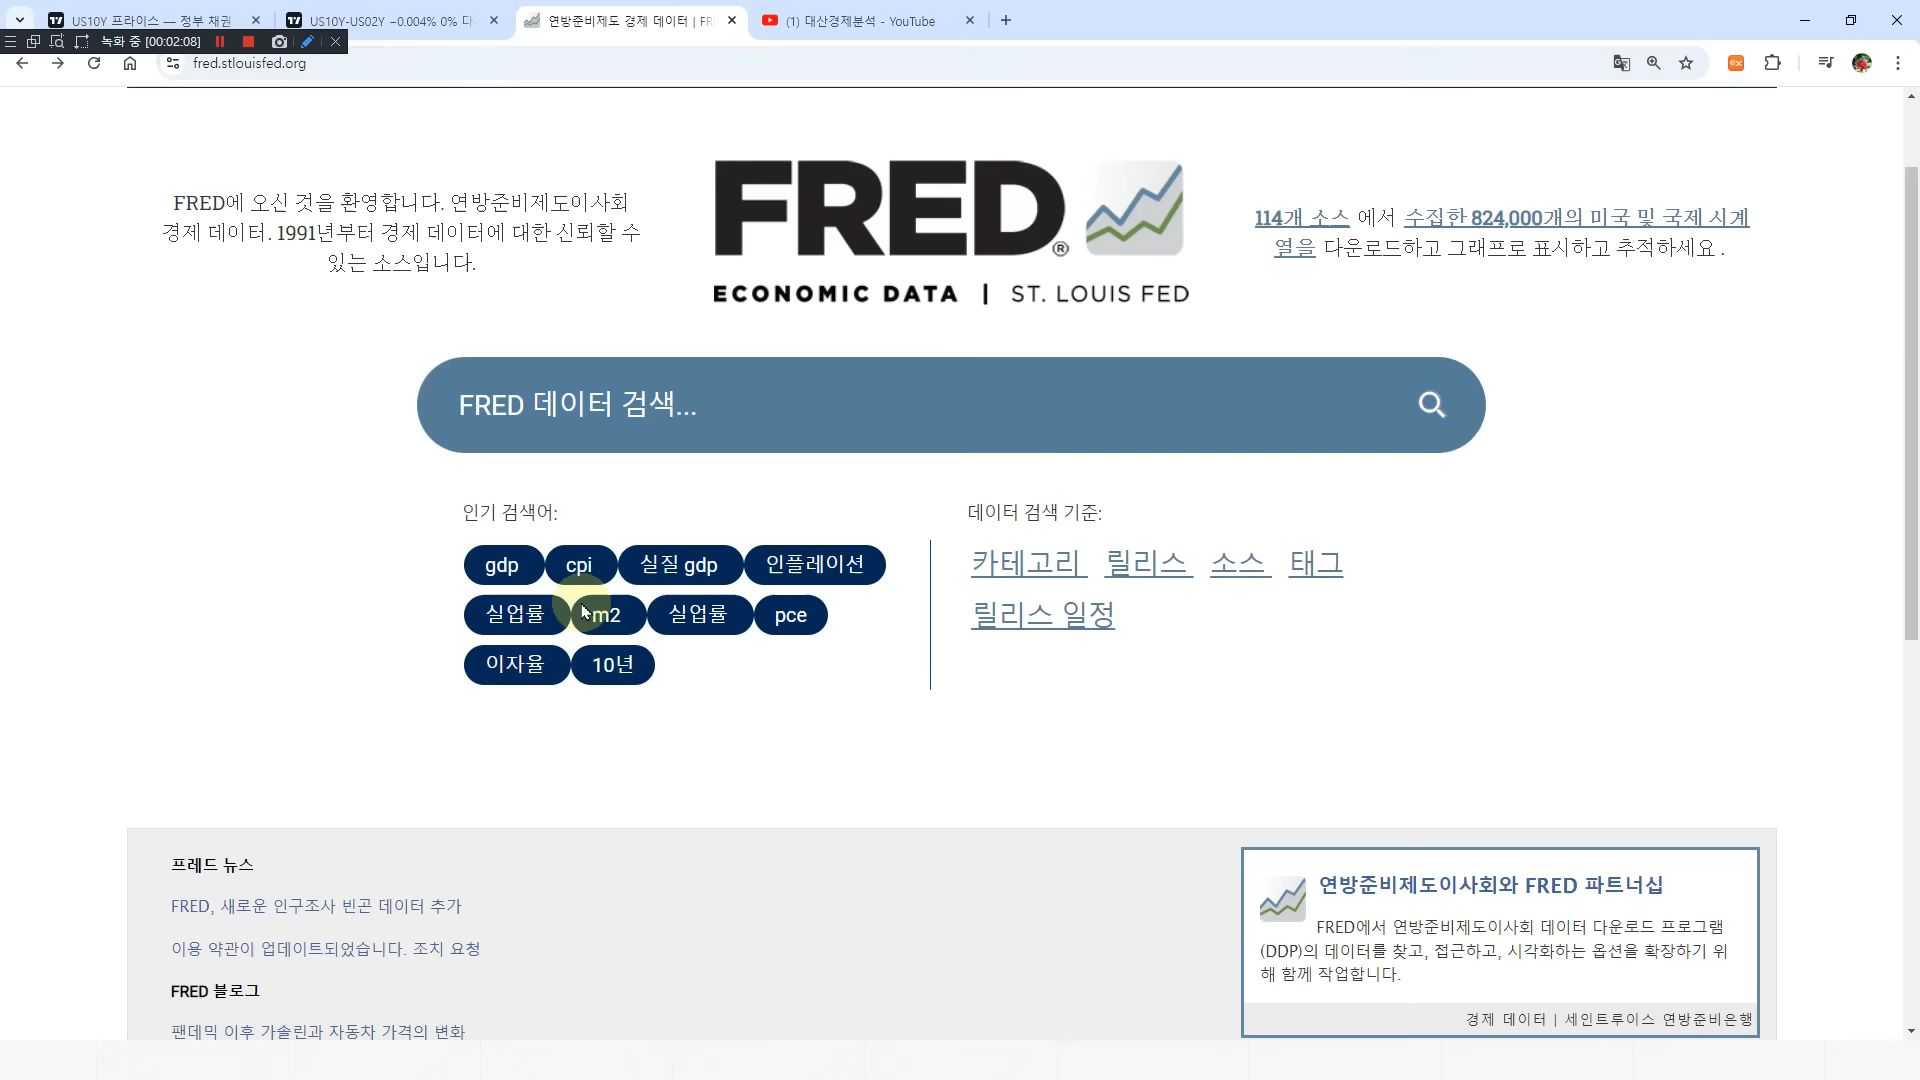 US10Y 프라이스 — 정부 채권
US10Y-US02Y −0.004% 0% 다
연방준비제도 경제 데이터 | FR
(1) 대산경제분석 - YouTube
녹화 중 [00:02:08]
fred.stlouisfed.org
FRED에 오신 것을 환영합니다. 연방준비제도이사회
경제 데이터. 1991년부터 경제 데이터에 대한 신뢰할 수
있는 소스입니다.
FRED®
ECONOMIC DATA | ST. LOUIS FED
114개 소스 에서 수집한 824,000개의 미국 및 국제 시계
열을 다운로드하고 그래프로 표시하고 추적하세요 .
FRED 데이터 검색...
인기 검색어:
gdp cpi 실질 gdp 인플레이션
실업률 m2 실업률 pce
이자율 10년
데이터 검색 기준:
카테고리 릴리스 소스 태그
릴리스 일정
프레드 뉴스
FRED, 새로운 인구조사 빈곤 데이터 추가
이용 약관이 업데이트되었습니다. 조치 요청
FRED 블로그
팬데믹 이후 가솔린과 자동차 가격의 변화
연방준비제도이사회와 FRED 파트너십
FRED에서 연방준비제도이사회 데이터 다운로드 프로그램
(DDP)의 데이터를 찾고, 접근하고, 시각화하는 옵션을 확장하기 위
해 함께 작업합니다.
경제 데이터 | 세인트루이스 연방준비은행